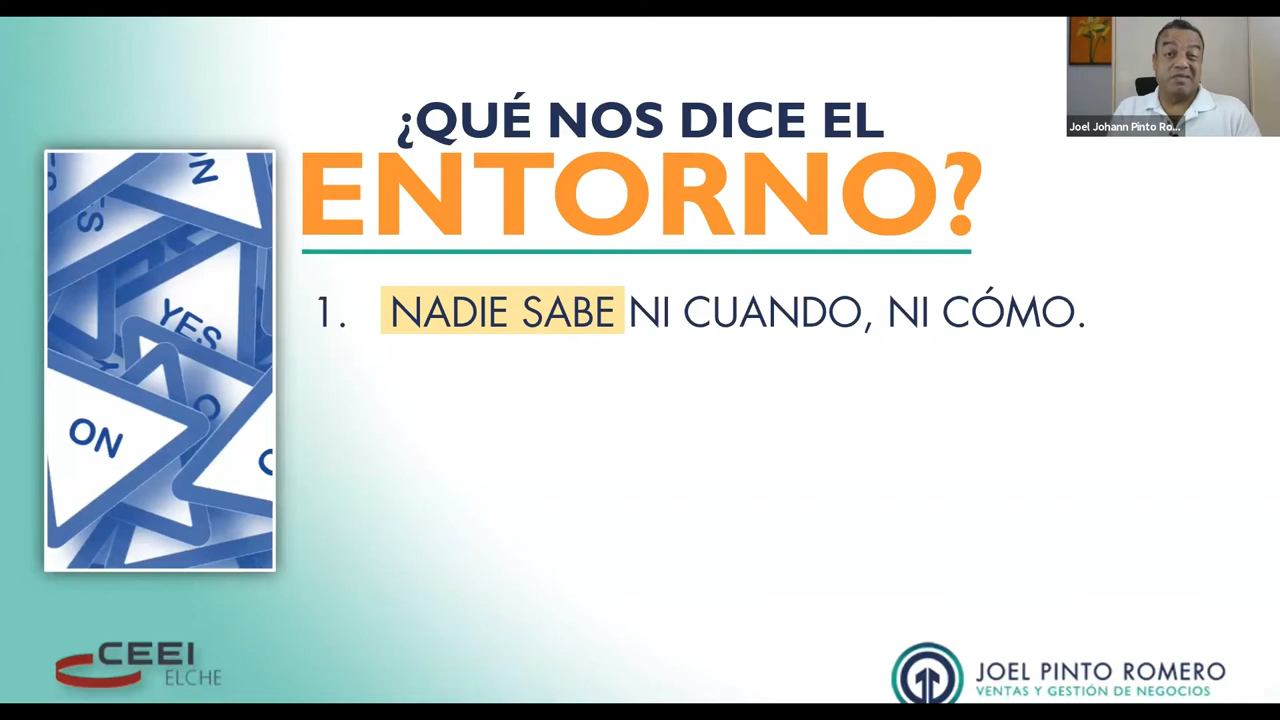 ¿QUÉ NOS DICE EL
ENTORNO?
1. NADIE SABE NI CUANDO, NI CÓMO.
Joel Johann Pinto Ro...
ON
YES
ON
CEEI
ELCHE
JOEL PINTO ROMERO
VENTAS Y GESTIÓN DE NEGOCIOS